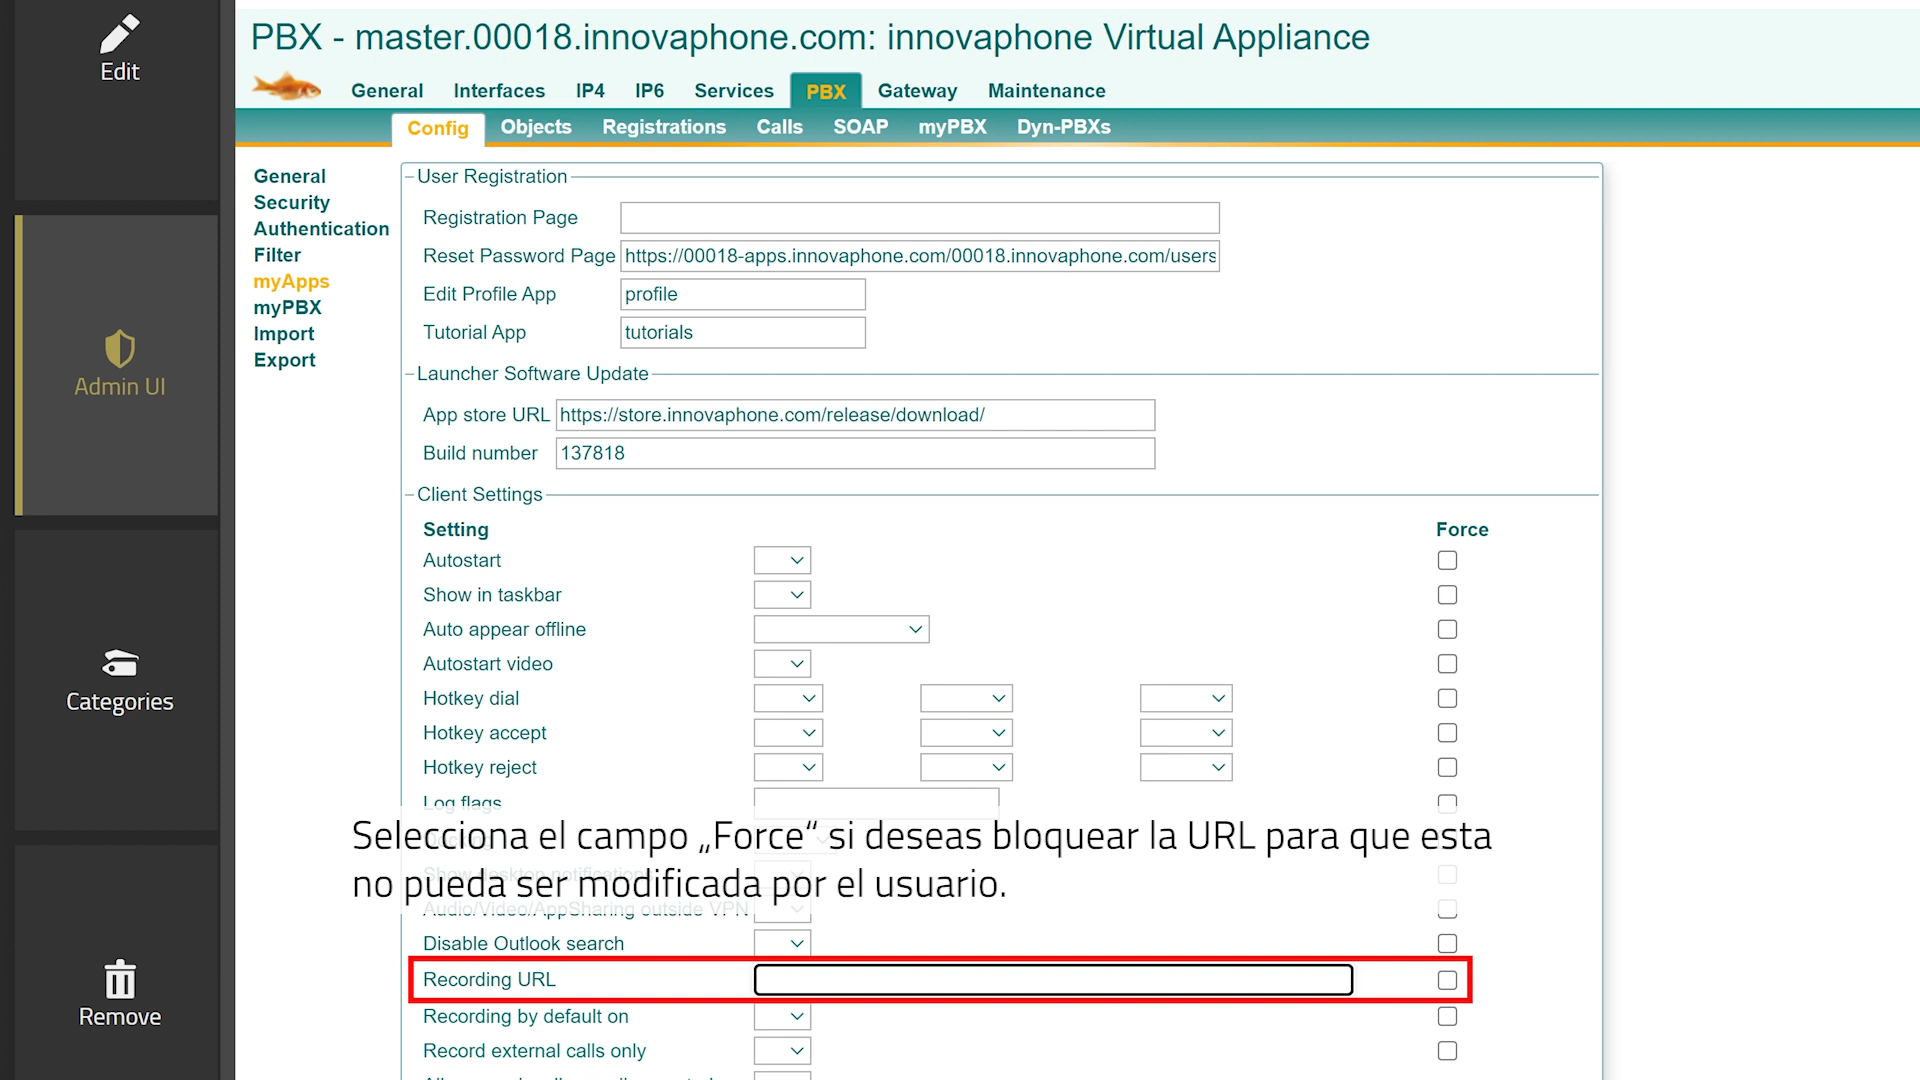 Edit
Admin UI
Categories
Remove
PBX - master.00018.innovaphone.com: innovaphone Virtual Appliance
General Interfaces IP4 IP6 Services PBX Gateway Maintenance
Config Objects Registrations Calls SOAP myPBX Dyn-PBXs
General
Security
Authentication
Filter
myApps
myPBX
Import
Export
User Registration
Registration Page
Reset Password Page https://00018-apps.innovaphone.com/00018.innovaphone.com/users
Edit Profile App profile
Tutorial App tutorials
Launcher Software Update
App store URL https://store.innovaphone.com/release/download/
Build number 137818
Client Settings
Setting Force
Autostart
Show in taskbar
Auto appear offline
Autostart video
Hotkey dial
Hotkey accept
Hotkey reject
Log flags
Selecciona el campo „Force“ si deseas bloquear la URL para que esta
no pueda ser modificada por el usuario.
Show desktop notifications
Audio/Video/AppSharing outside VPN
Disable Outlook search
Recording URL
Recording by default on
Record external calls only